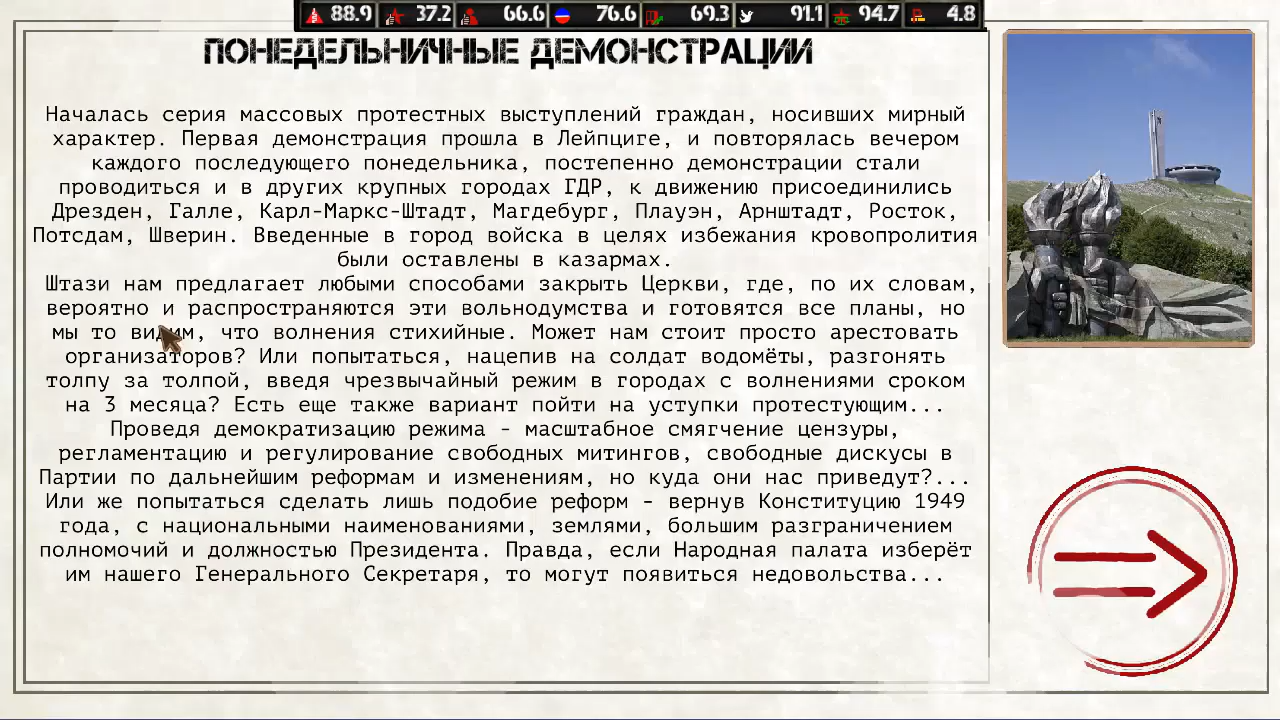 88.9 37.2 66.6 76.6 69.3 91.1 94.7 4.8
ПОНЕДЕЛЬНИЧНЫЕ ДЕМОНСТРАЦИИ
Началась серия массовых протестных выступлений граждан, носивших мирный
характер. Первая демонстрация прошла в Лейпциге, и повторялась вечером
каждого последующего понедельника, постепенно демонстрации стали
проводиться и в других крупных городах ГДР, к движению присоединились
Дрезден, Галле, Карл-Маркс-Штадт, Магдебург, Плауэн, Арнштадт, Росток,
Потсдам, Шверин. Введенные в город войска в целях избежания кровопролития
были оставлены в казармах.
Штази нам предлагает любыми способами закрыть Церкви, где, по их словам,
вероятно и распространяются эти вольнодумства и готовятся все планы, но
мы то видим, что волнения стихийные. Может нам стоит просто арестовать
организаторов? Или попытаться, нацепив на солдат водомёты, разгонять
толпу за толпой, введя чрезвычайный режим в городах с волнениями сроком
на 3 месяца? Есть еще также вариант пойти на уступки протестующим...
Проведя демократизацию режима - масштабное смягчение цензуры,
регламентацию и регулирование свободных митингов, свободные дискусы в
Партии по дальнейшим реформам и изменениям, но куда они нас приведут?...
Или же попытаться сделать лишь подобие реформ - вернув Конституцию 1949
года, с национальными наименованиями, землями, большим разграничением
полномочий и должностью Президента. Правда, если Народная палата изберёт
им нашего Генерального Секретаря, то могут появиться недовольства...